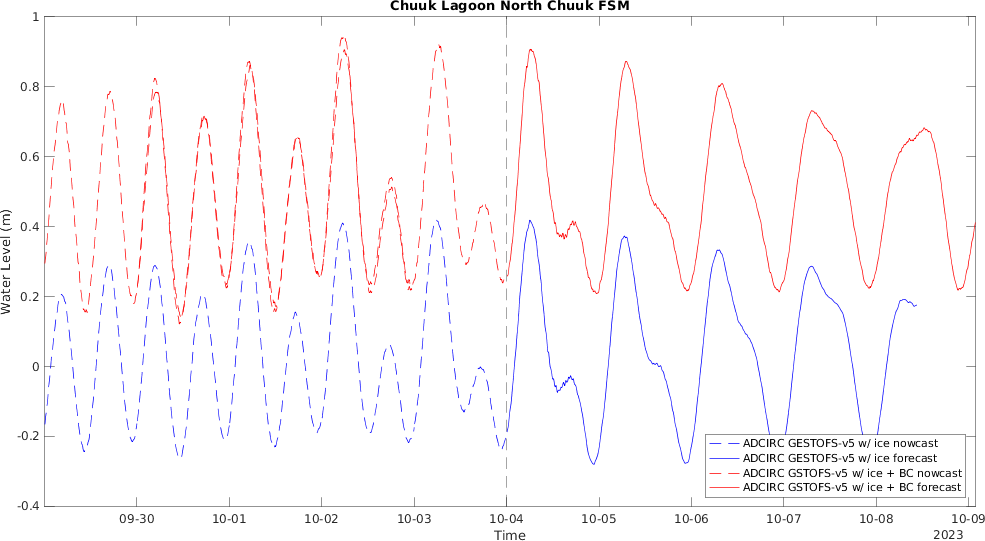 Chuuk Lagoon North Chuuk FSM
1
0.8
0.6
0.4
0.2
0
-0.2
-0.4
Water Level (m)
ADCIRC GESTOFS-v5 w/ ice nowcast
ADCIRC GESTOFS-v5 w/ ice forecast
ADCIRC GSTOFS-v5 w/ ice + BC nowcast
ADCIRC GSTOFS-v5 w/ ice + BC forecast
09-30 10-01 10-02 10-03 10-04 10-05 10-06 10-07 10-08 10-09
Time
2023